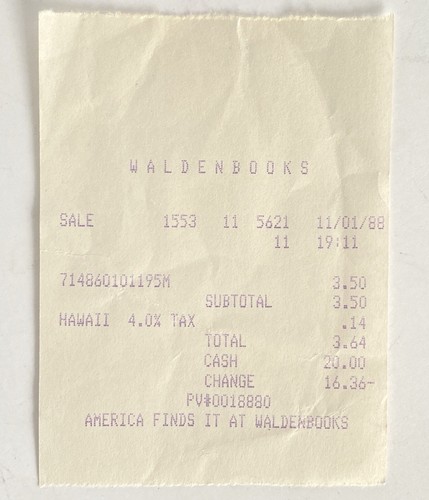 WALDENBOOKS
SALE 1553 11 5621 11/01/88
11 19:11
714860101195M 3.50
SUBTOTAL 3.50
HAWAII 4.0% TAX .14
TOTAL 3.64
CASH 20.00
CHANGE 16.36-
PV#0018880
AMERICA FINDS IT AT WALDENBOOKS